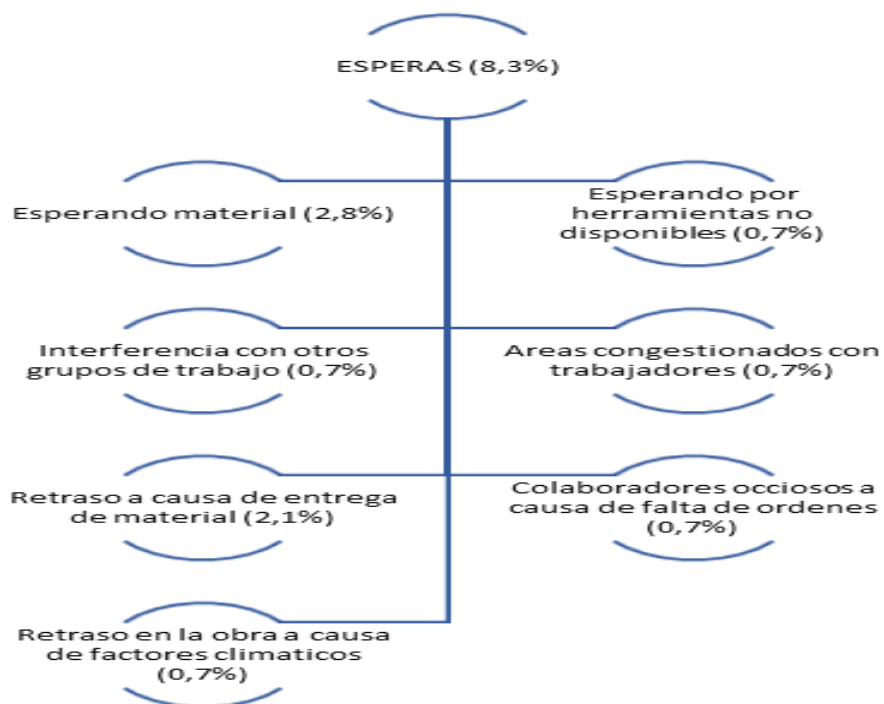 ESPERAS (8,3%)
Esperando material (2,8%)
Esperando por
herramientas no
disponibles (0,7%)
Interferencia con otros
grupos de trabajo (0,7%)
Areas congestionados con
trabajadores (0,7%)
Retraso a causa de entrega
de material (2,1%)
Colaboradores occiosos a
causa de falta de ordenes
(0,7%)
Retraso en la obra a causa
de factores climaticos
(0,7%)